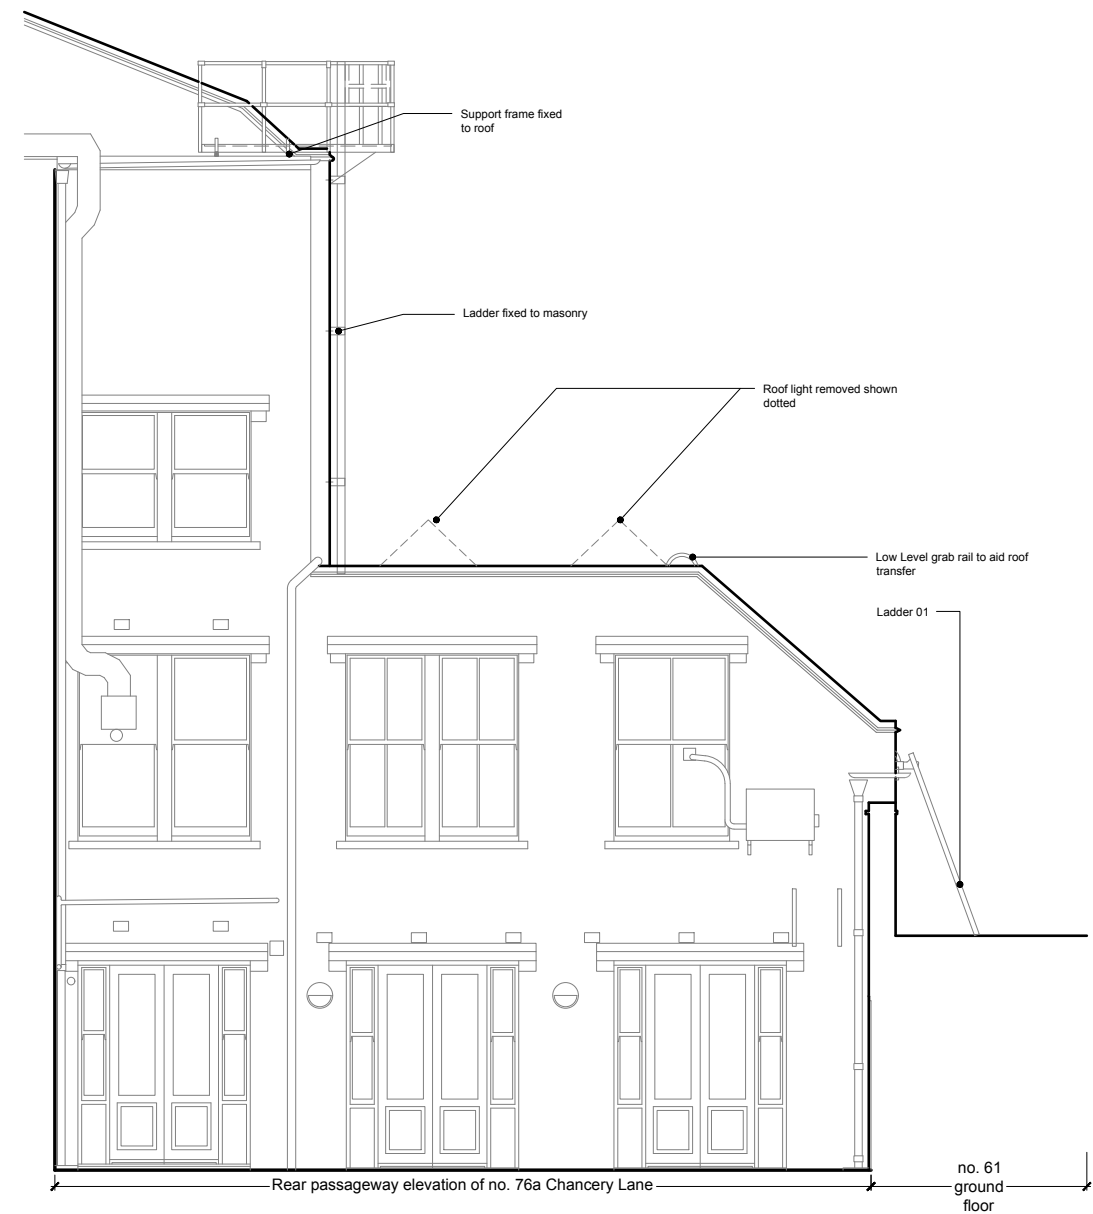 Support frame fixed
to roof
Ladder fixed to masonry
Roof light removed shown
dotted
Low Level grab rail to aid roof
transfer
Ladder 01
Rear passageway elevation of no. 76a Chancery Lane
no. 61
ground
floor